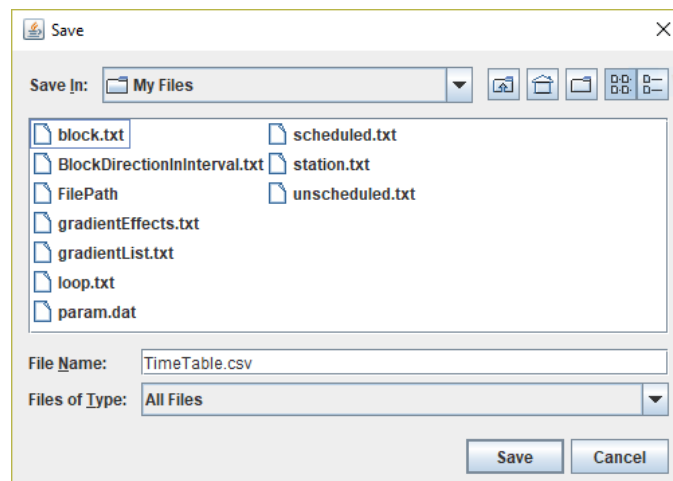 Save
Save In: My Files
block.txt
BlockDirectionInInterval.txt
FilePath
gradientEffects.txt
gradientList.txt
loop.txt
param.dat
scheduled.txt
station.txt
unscheduled.txt
File Name: TimeTable.csv
Files of Type: All Files
Save Cancel